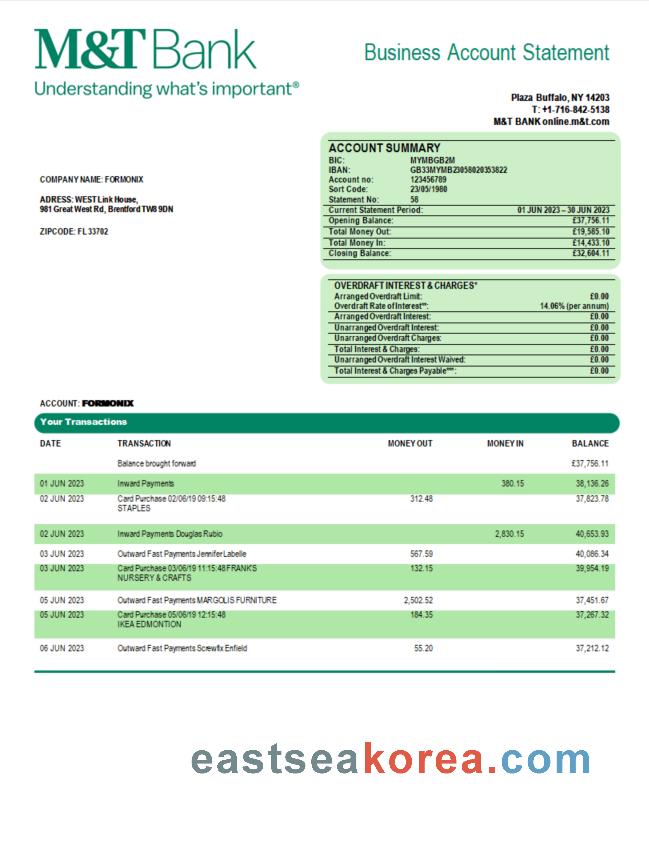 M&T Bank
Understanding what's important®
Business Account Statement
Plaza Buffalo, NY 14203
T: +1-716-842-5138
M&T BANK online.m&t.com
COMPANY NAME: FORMONIX
ADRESS: WEST Link House,
981 Great West Rd, Brentford TW8 9DN
ZIPCODE: FL 33702
ACCOUNT SUMMARY
BIC: MYMBGB2M
IBAN: GB33MYMB23058020353822
Account no: 123456789
Sort Code: 23/05/1980
Statement No: 58
Current Statement Period: 01 JUN 2023 – 30 JUN 2023
Opening Balance: £37,756.11
Total Money Out: £19,585.10
Total Money In: £14,433.10
Closing Balance: £32,604.11
OVERDRAFT INTEREST & CHARGES*
Arranged Overdraft Limit: £0.00
Overdraft Rate of Interest**: 14.06% (per annum)
Arranged Overdraft Interest: £0.00
Unarranged Overdraft Interest: £0.00
Unarranged Overdraft Charges: £0.00
Total Interest & Charges: £0.00
Unarranged Overdraft Interest Waived: £0.00
Total Interest & Charges Payable***: £0.00
ACCOUNT: FORMONIX
Your Transactions
DATE TRANSACTION MONEY OUT MONEY IN BALANCE
Balance brought forward £37,756.11
01 JUN 2023 Inward Payments 380.15 38,136.26
02 JUN 2023 Card Purchase 02/06/19 09:15:48 312.48 37,823.78
STAPLES
02 JUN 2023 Inward Payments Douglas Rubio 2,830.15 40,653.93
03 JUN 2023 Outward Fast Payments Jennifer Labelle 567.59 40,086.34
03 JUN 2023 Card Purchase 03/06/19 11:15:48 FRANK'S 132.15 39,954.19
NURSERY & CRAFTS
05 JUN 2023 Outward Fast Payments MARGOLIS FURNITURE 2,502.52 37,451.67
05 JUN 2023 Card Purchase 05/06/19 12:15:48 184.35 37,267.32
IKEA EDMONTION
06 JUN 2023 Outward Fast Payments Screwfix Enfield 55.20 37,212.12
eastseakorea.com